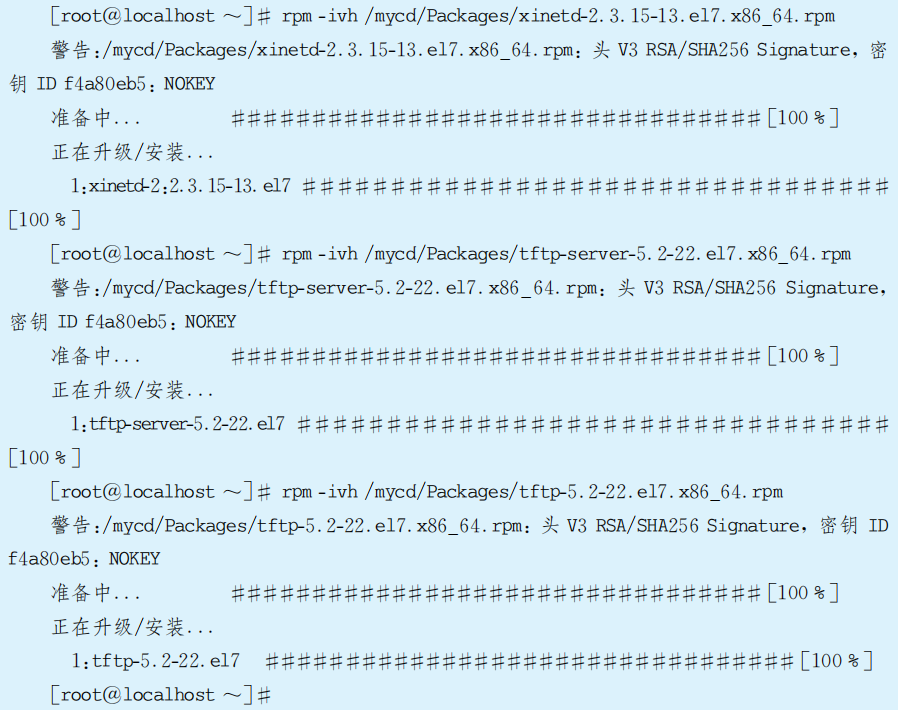 [root@localhost ~]# rpm -ivh /mycd/Packages/xinetd-2.3.15-13.el7.x86_64.rpm
警告:/mycd/Packages/xinetd-2.3.15-13.el7.x86_64.rpm: 头 V3 RSA/SHA256 Signature, 密
钥 ID f4a80eb5: NOKEY
准备中... ################################# [100%]
正在升级/安装...
1:xinetd-2:2.3.15-13.el7 #################################
[100%]
[root@localhost ~]# rpm -ivh /mycd/Packages/tftp-server-5.2-22.el7.x86_64.rpm
警告:/mycd/Packages/tftp-server-5.2-22.el7.x86_64.rpm: 头 V3 RSA/SHA256 Signature,
密钥 ID f4a80eb5: NOKEY
准备中... ################################# [100%]
正在升级/安装...
1:tftp-server-5.2-22.el7 #################################
[100%]
[root@localhost ~]# rpm -ivh /mycd/Packages/tftp-5.2-22.el7.x86_64.rpm
警告:/mycd/Packages/tftp-5.2-22.el7.x86_64.rpm: 头 V3 RSA/SHA256 Signature, 密钥 ID
f4a80eb5: NOKEY
准备中... ################################# [100%]
正在升级/安装...
1:tftp-5.2-22.el7 ################################# [100%]
[root@localhost ~]#